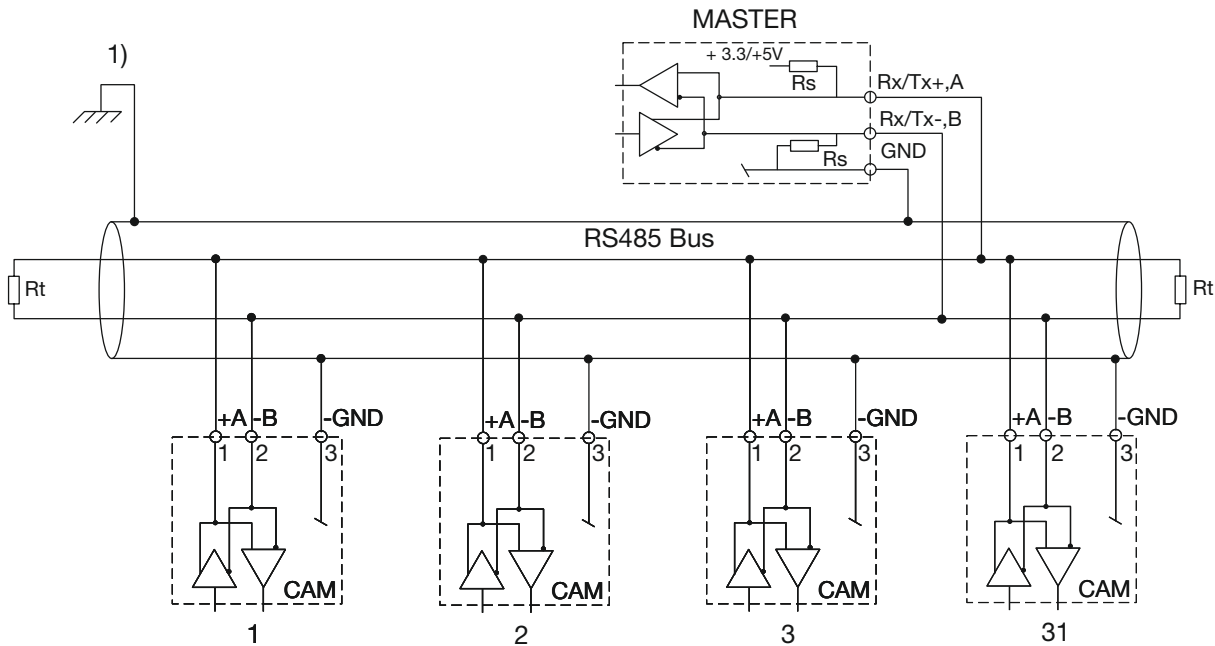 MASTER
1)
+ 3.3/+5V
Rs
Rx/Tx+,A
Rx/Tx-,B
Rs
GND
RS485 Bus
Rt
Rt
+A -B -GND
1 2 3
CAM
1
+A -B -GND
1 2 3
CAM
2
+A -B -GND
1 2 3
CAM
3
+A -B -GND
1 2 3
CAM
31